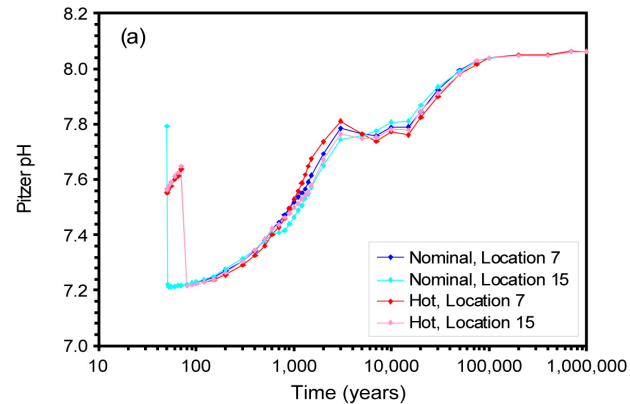 (a)
8.2
8.0
7.8
7.6
7.4
7.2
7.0
Pitzer pH
Nominal, Location 7
Nominal, Location 15
Hot, Location 7
Hot, Location 15
10 100 1,000 10,000 100,000 1,000,000
Time (years)